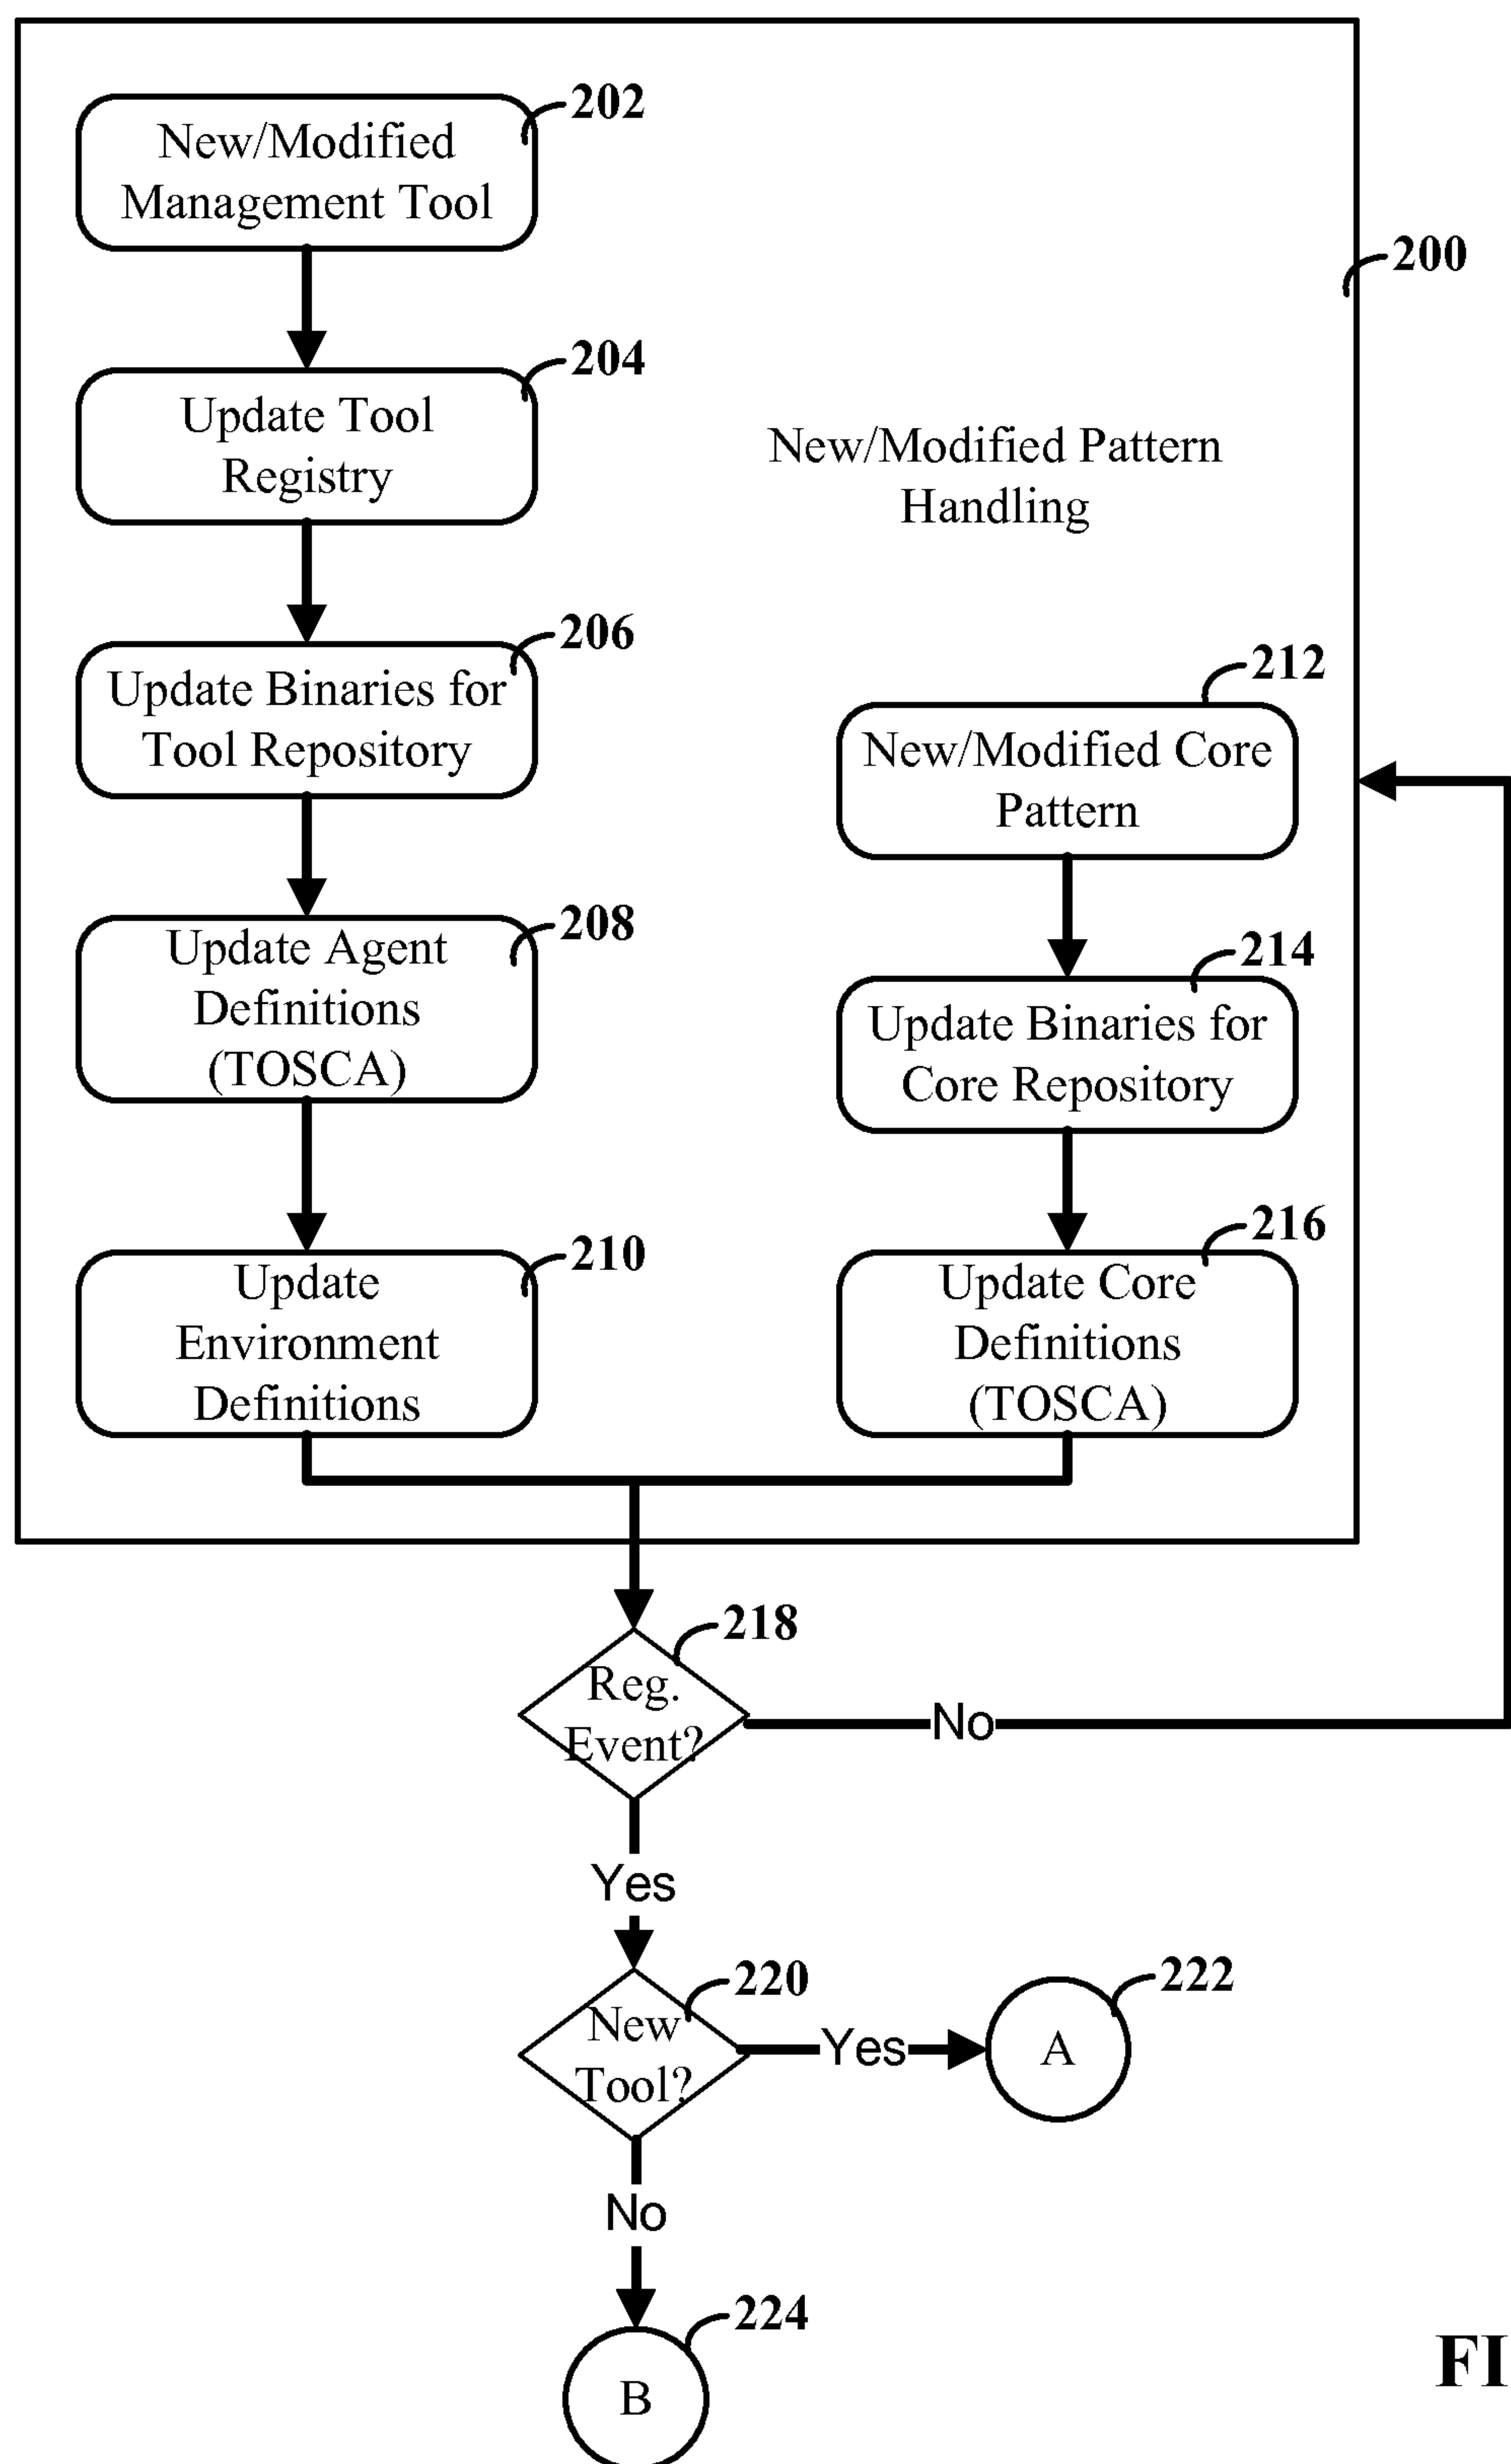 202
New/Modified
Management Tool
200
204
Update Tool
Registry
New/Modified Pattern
Handling
206
Update Binaries for
Tool Repository
212
New/Modified Core
Pattern
208
Update Agent
Definitions
(TOSCA)
214
Update Binaries for
Core Repository
210
Update
Environment
Definitions
216
Update Core
Definitions
(TOSCA)
218
Reg.
Event?
No
Yes
220
New
Tool?
Yes
222
A
No
224
B
FI